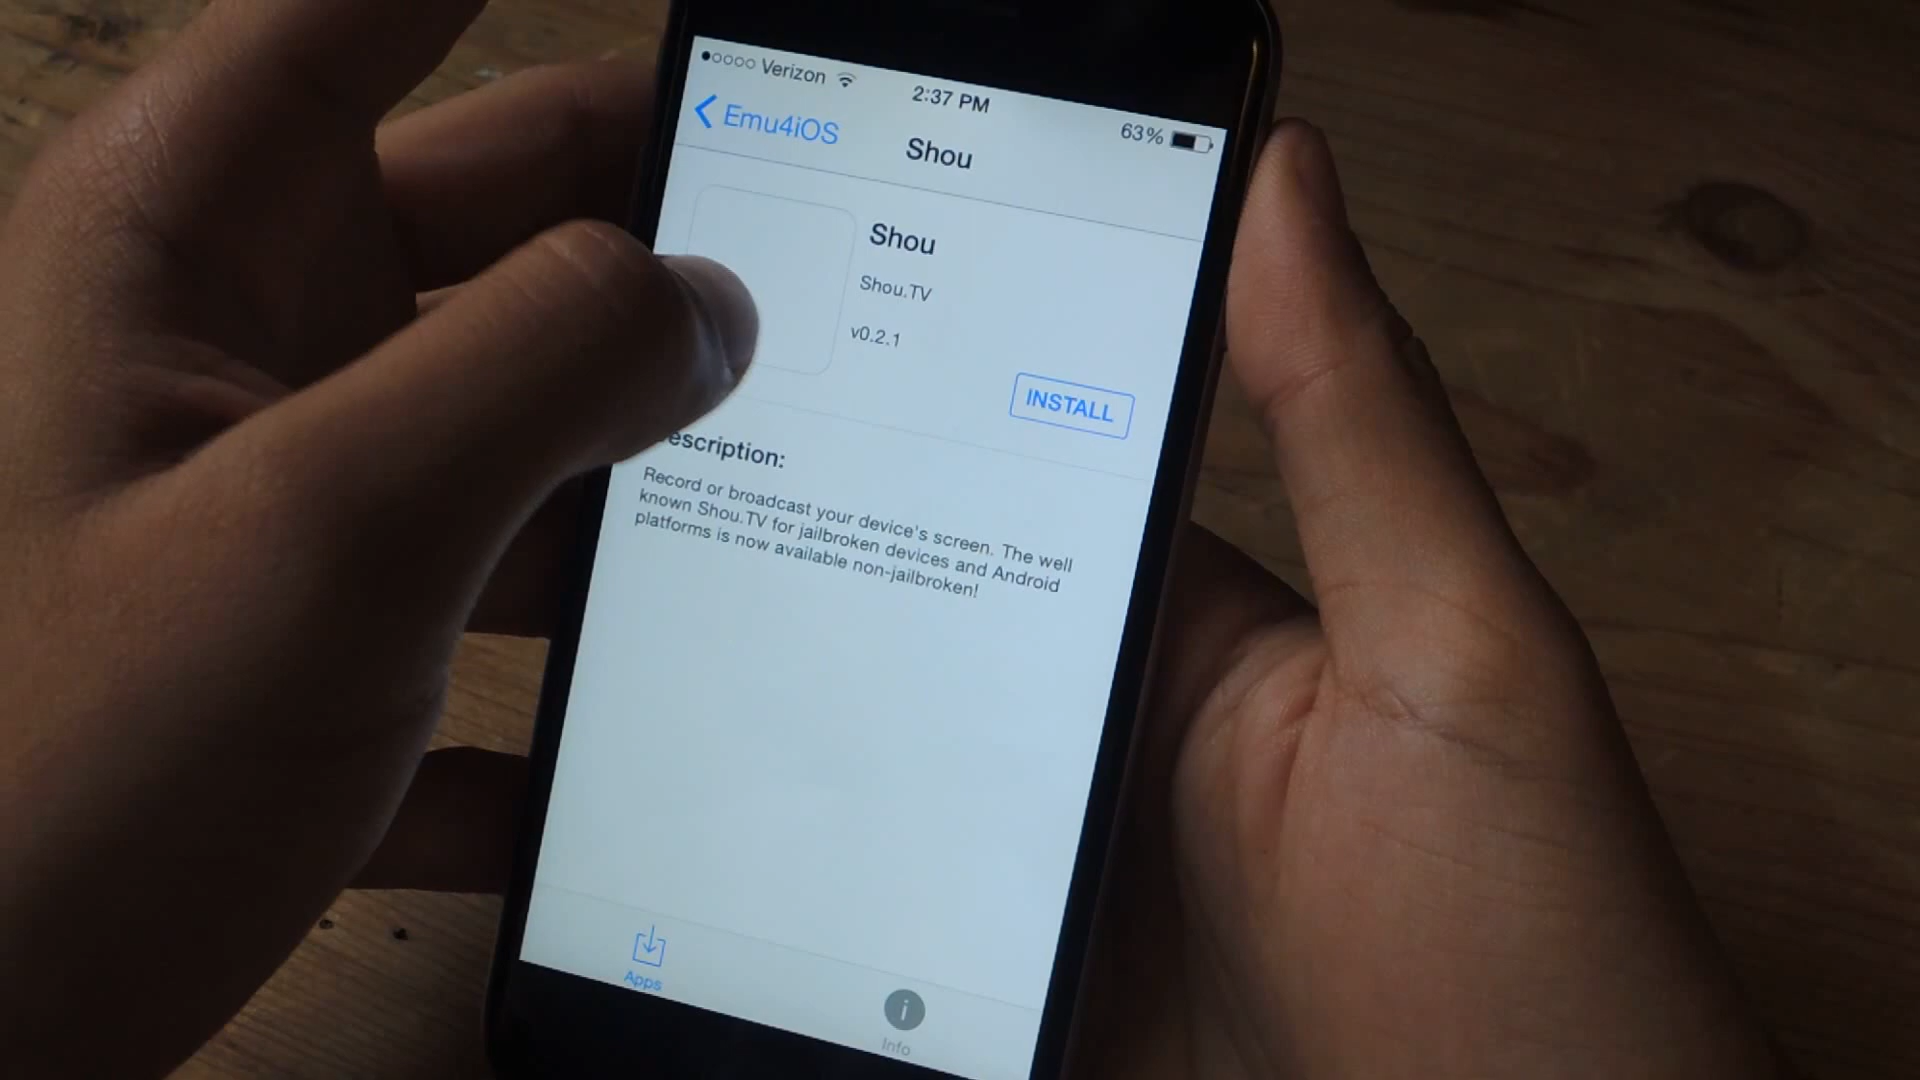 Verizon 2:37 PM 63%
Emu4iOS Shou
Shou
Shou.TV
v0.2.1
INSTALL
escription:
Record or broadcast your device's screen. The well
known Shou.TV for jailbroken devices and Android
platforms is now available non-jailbroken!
Apps
i
Info